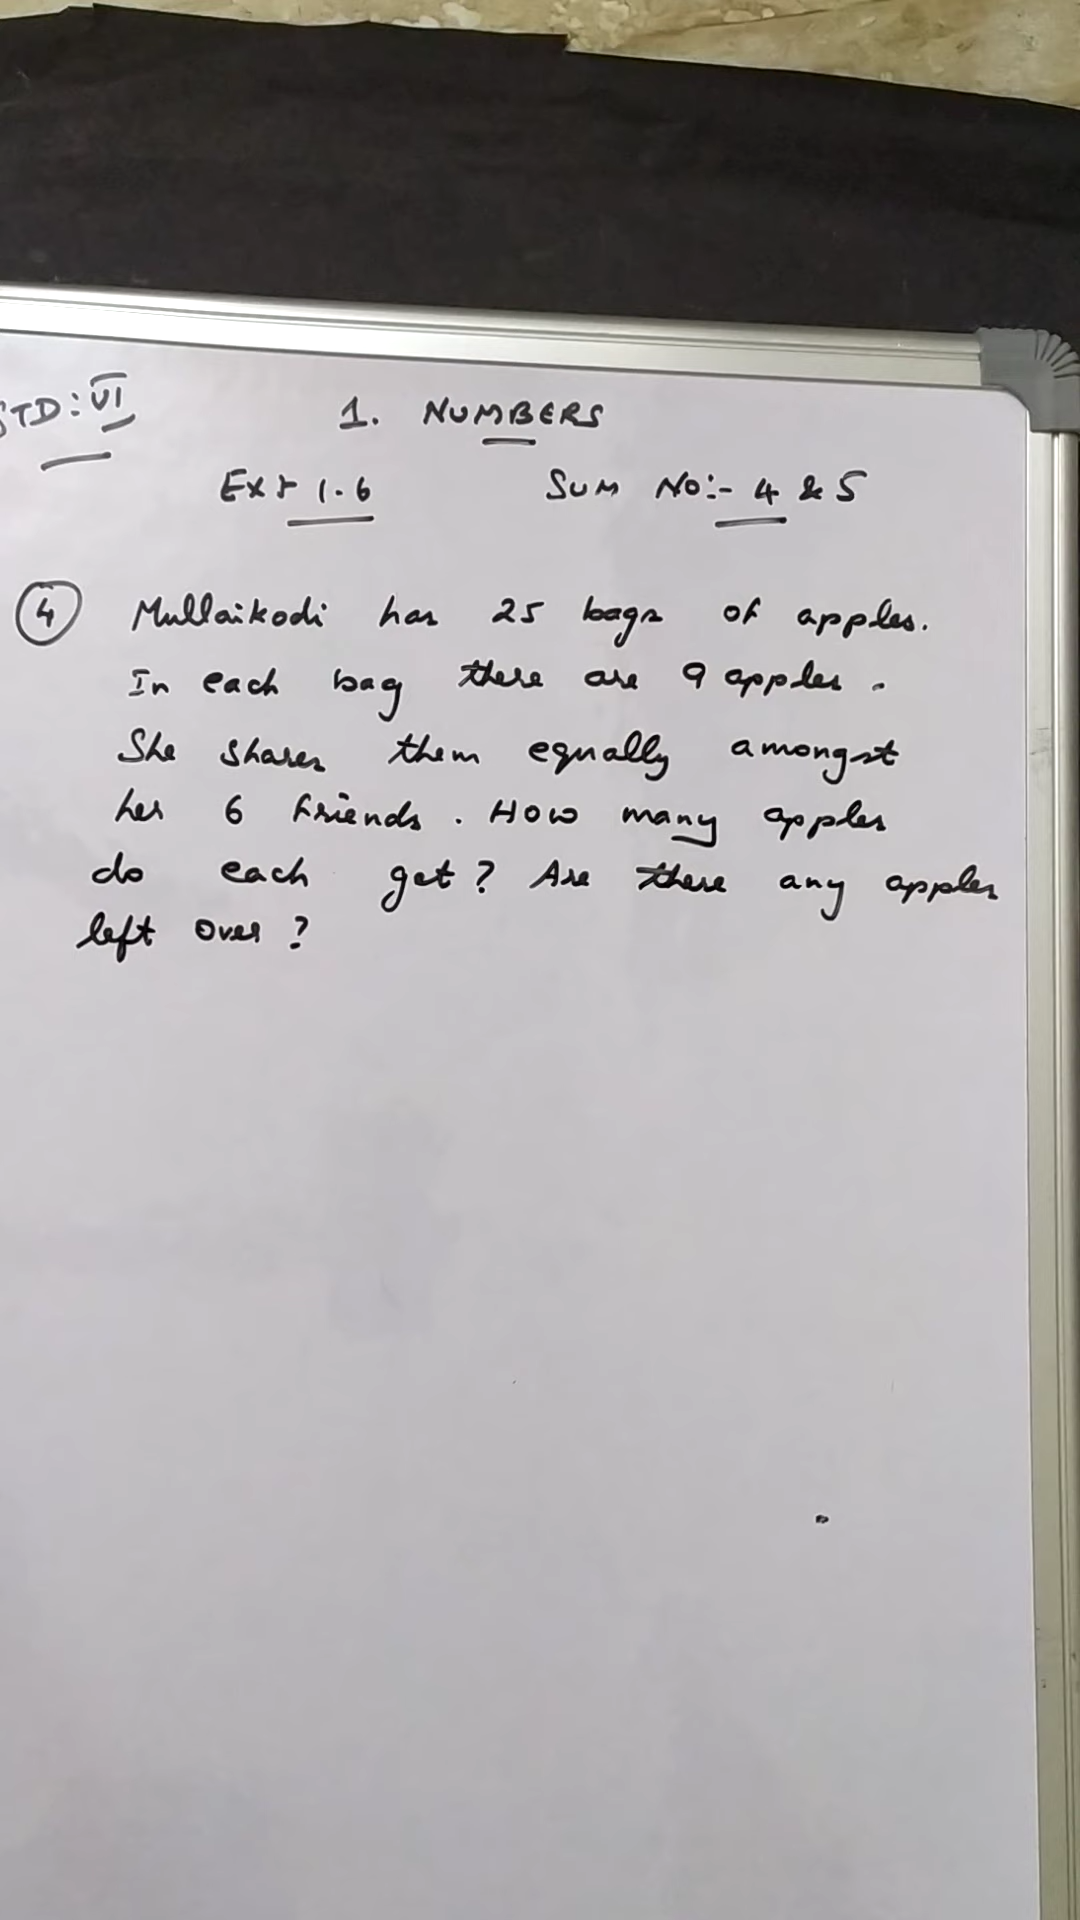 STD: VI
1. NUMBERS
Ex: 1.6 SUM NO:- 4 & 5
4 Mullaikodi has 25 bags of apples.
In each bag there are 9 apples.
She shares them equally amongst
her 6 friends. How many apples
do each get? Are there any apples
left over?